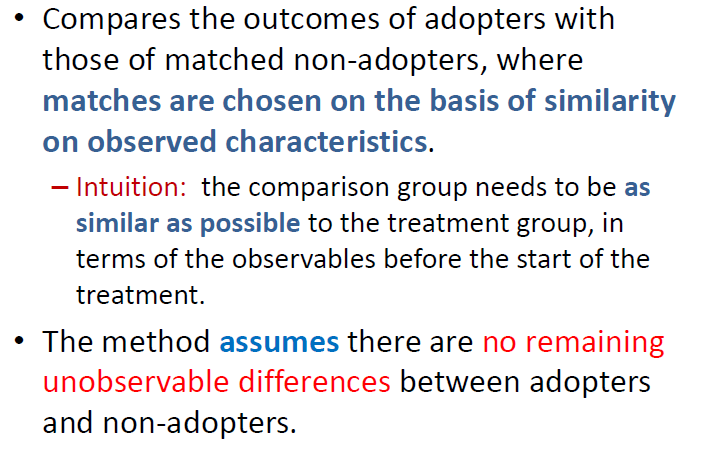 • Compares the outcomes of adopters with
those of matched non-adopters, where
matches are chosen on the basis of similarity
on observed characteristics.
– Intuition: the comparison group needs to be as
similar as possible to the treatment group, in
terms of the observables before the start of the
treatment.
• The method assumes there are no remaining
unobservable differences between adopters
and non-adopters.